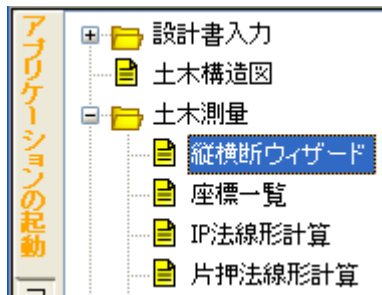 アプリケーションの起動
設計書入力
土木構造図
土木測量
縦横断ウィザード
座標一覧
IP法線形計算
片押法線形計算